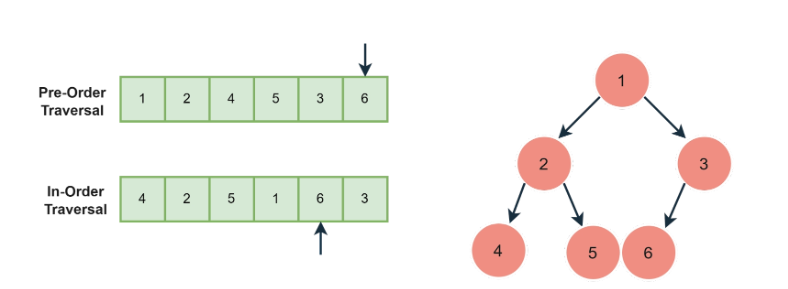 Pre-Order
Traversal
1 2 4 5 3 6
In-Order
Traversal
4 2 5 1 6 3
1
2 3
4 5 6